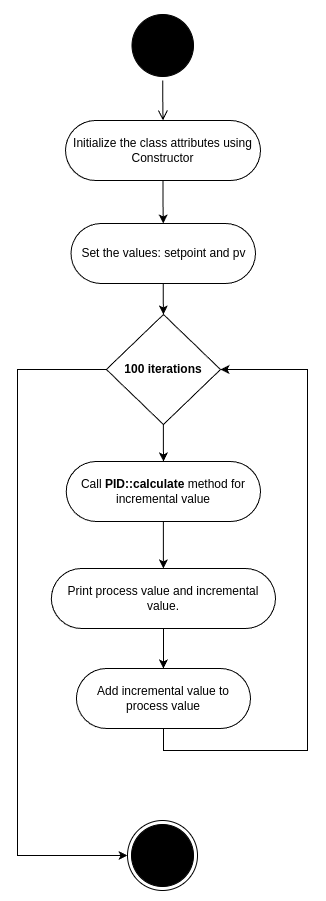 Initialize the class attributes using
Constructor
Set the values: setpoint and pv
100 iterations
Call PID::calculate method for
incremental value
Print process value and incremental
value.
Add incremental value to
process value